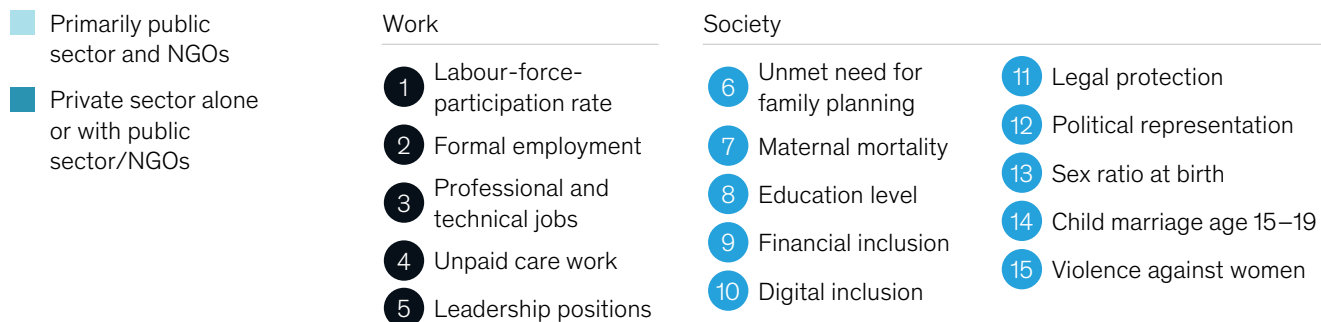 Primarily public
sector and NGOs
Private sector alone
or with public
sector/NGOs
Work
1 Labour-force-
participation rate
2 Formal employment
3 Professional and
technical jobs
4 Unpaid care work
5 Leadership positions
Society
6 Unmet need for
family planning
7 Maternal mortality
8 Education level
9 Financial inclusion
10 Digital inclusion
11 Legal protection
12 Political representation
13 Sex ratio at birth
14 Child marriage age 15–19
15 Violence against women